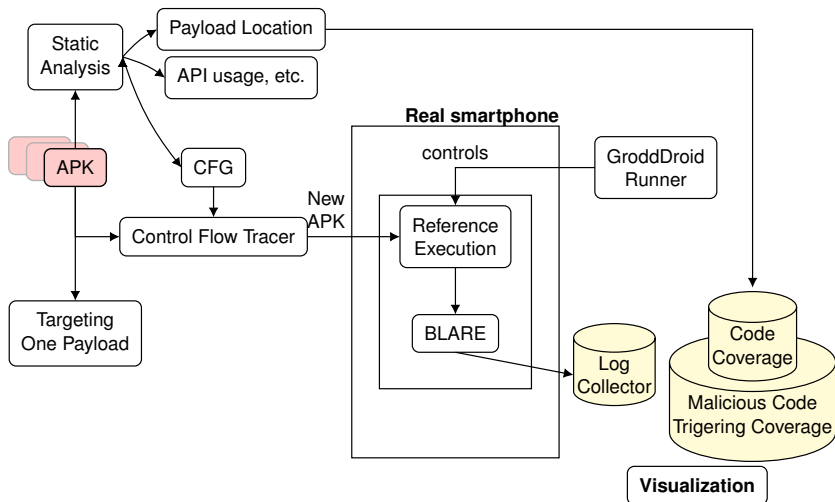 Payload Location
Static
Analysis
API usage, etc.
Real smartphone
APK
CFG
controls
GroddDroid
Runner
New
APK
Control Flow Tracer
Reference
Execution
Targeting
One Payload
BLARE
Log
Collector
Code
Coverage
Malicious Code
Trigering Coverage
Visualization